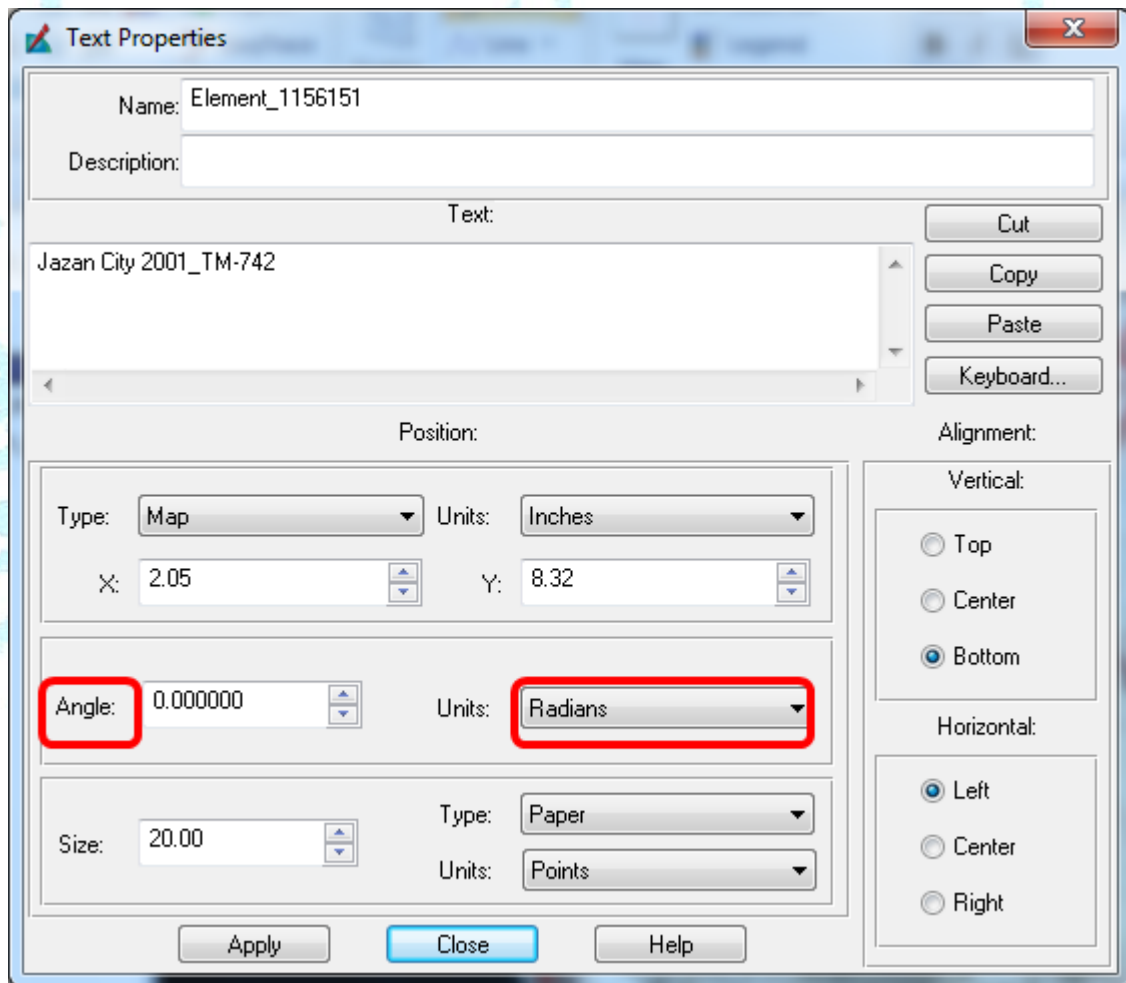 Text Properties
Name: Element_1156151
Description:
Text:
Jazan City 2001_TM-742
Cut
Copy
Paste
Keyboard...
Position:
Alignment:
Type: Map Units: Inches
X: 2.05 Y: 8.32
Angle: 0.000000 Units: Radians
Size: 20.00
Type: Paper
Units: Points
Vertical:
Top
Center
Bottom
Horizontal:
Left
Center
Right
Apply Close Help